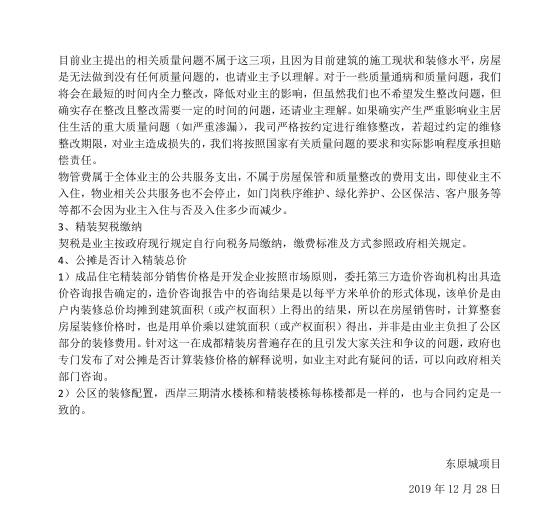 目前业主提出的相关质量问题不属于这三项，且因为目前建筑的施工现状和装修水平，房屋
是无法做到没有任何质量问题的，也请业主予以理解。对于一些质量通病和质量问题，我们
将会在最短的时间内全力整改，降低对业主的影响，但虽然我们也不希望发生整改问题，但
确实存在整改且整改需要一定的时间的问题，还请业主理解。如果确实产生严重影响业主居
住生活的重大质量问题（如严重渗漏），我司严格按约定进行维修整改，若超过约定的维修
整改期限，对业主造成损失的，我们将按照国家有关质量问题的要求和实际影响程度承担赔
偿责任。
物管费属于全体业主的公共服务支出，不属于房屋保管和质量整改的费用支出，即使业主不
入住，物业相关公共服务也不会停止，如门岗秩序维护、绿化养护、公区保洁、客户服务等
等都不会因为业主入住与否及入住多少而减少。
3、精装契税缴纳
契税是业主按政府现行规定自行向税务局缴纳，缴费标准及方式参照政府相关规定。
4、公摊是否计入精装总价
1）成品住宅精装部分销售价格是开发企业按照市场原则，委托第三方造价咨询机构出具造
价咨询报告确定的，造价咨询报告中的咨询结果是以每平方米单价的形式体现，该单价是由
户内装修总价均摊到建筑面积（或产权面积）上得出的结果，所以在房屋销售时，计算整套
房屋装修价格时，也是用单价乘以建筑面积（或产权面积）得出，并非是由业主负担了公区
部分的装修费用。针对这一在成都精装房普遍存在的且引发大家关注和争议的问题，政府也
专门发布了对公摊是否计算装修价格的解释说明，如业主对此有疑问的话，可以向政府相关
部门咨询。
2）公区的装修配置，西岸三期清水楼栋和精装楼栋每栋楼都是一样的，也与合同约定是一
致的。
东原城项目
2019 年 12 月 28 日